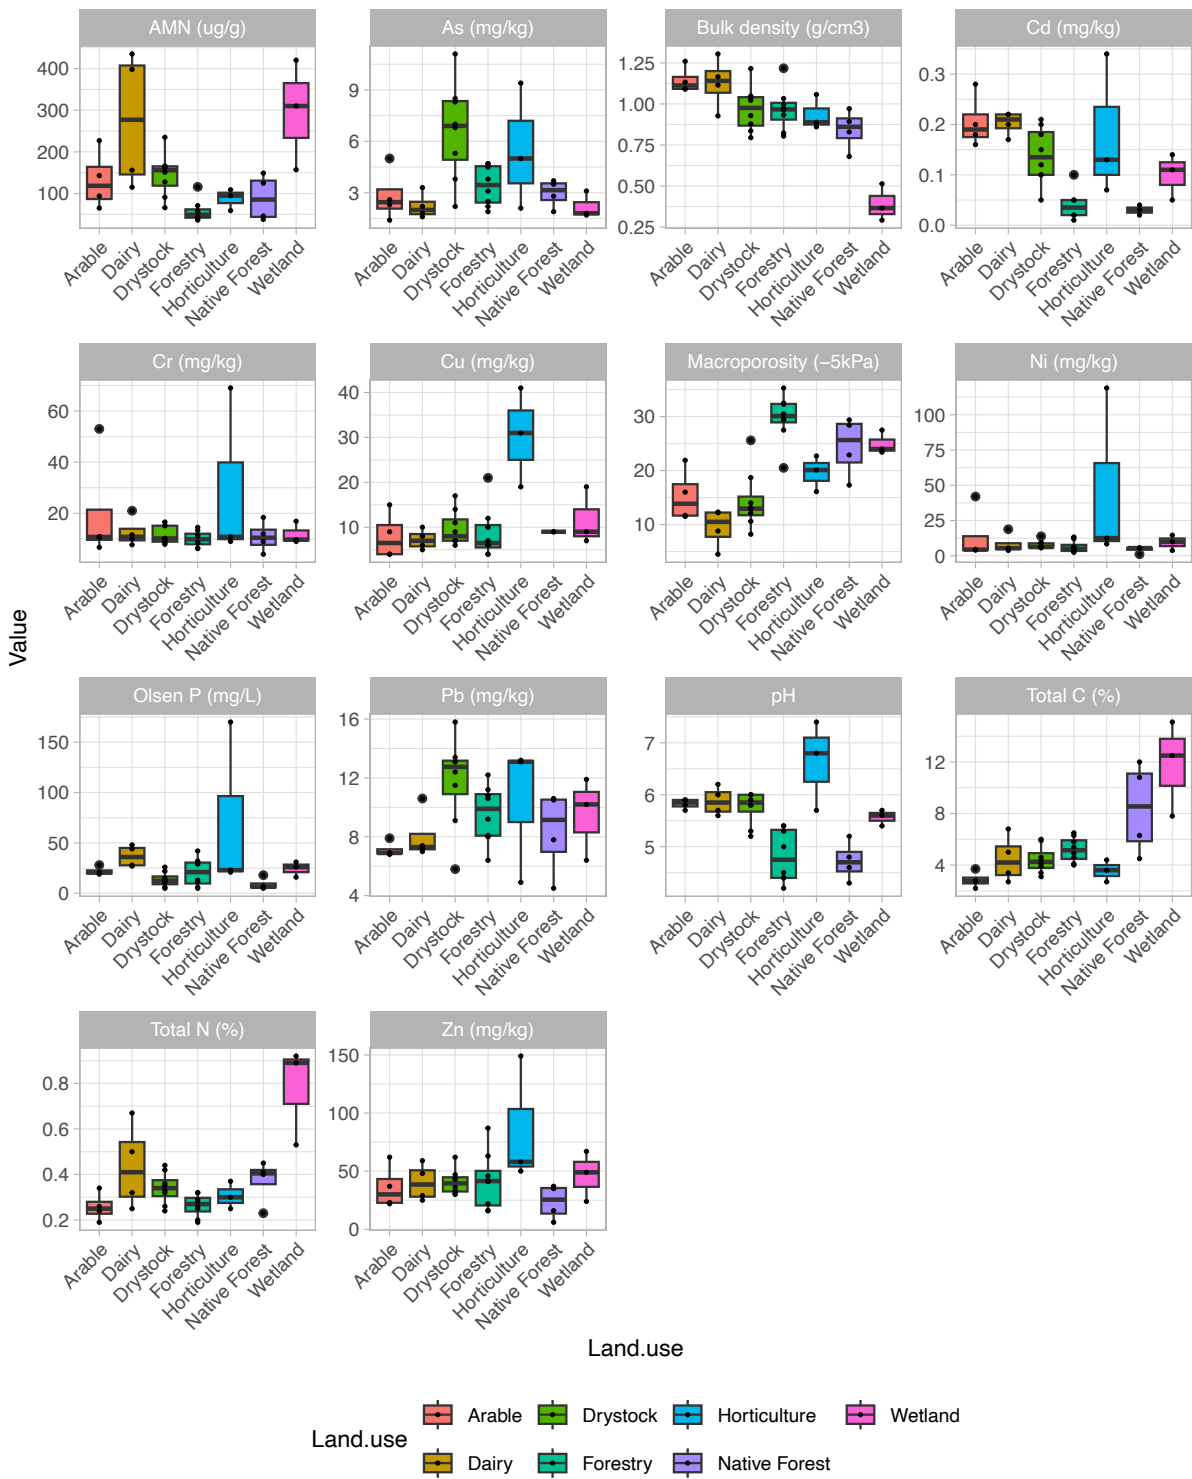 AMN (ug/g)
As (mg/kg)
Bulk density (g/cm3)
Cd (mg/kg)
400
300
200
100
9
6
3
1.25
1.00
0.75
0.50
0.25
0.3
0.2
0.1
0.0
Arable
Dairy
Drystock
Forestry
Horticulture
Native Forest
Wetland
Arable
Dairy
Drystock
Forestry
Horticulture
Native Forest
Wetland
Arable
Dairy
Drystock
Forestry
Horticulture
Native Forest
Wetland
Arable
Dairy
Drystock
Forestry
Horticulture
Native Forest
Wetland
Cr (mg/kg)
Cu (mg/kg)
Macroporosity (−5kPa)
Ni (mg/kg)
60
40
20
40
30
20
10
30
20
10
100
75
50
25
0
Arable
Dairy
Drystock
Forestry
Horticulture
Native Forest
Wetland
Arable
Dairy
Drystock
Forestry
Horticulture
Native Forest
Wetland
Arable
Dairy
Drystock
Forestry
Horticulture
Native Forest
Wetland
Arable
Dairy
Drystock
Forestry
Horticulture
Native Forest
Wetland
Value
Olsen P (mg/L)
Pb (mg/kg)
pH
Total C (%)
150
100
50
0
16
12
8
4
7
6
5
12
8
4
Arable
Dairy
Drystock
Forestry
Horticulture
Native Forest
Wetland
Arable
Dairy
Drystock
Forestry
Horticulture
Native Forest
Wetland
Arable
Dairy
Drystock
Forestry
Horticulture
Native Forest
Wetland
Arable
Dairy
Drystock
Forestry
Horticulture
Native Forest
Wetland
Total N (%)
Zn (mg/kg)
0.8
0.6
0.4
0.2
150
100
50
0
Arable
Dairy
Drystock
Forestry
Horticulture
Native Forest
Wetland
Arable
Dairy
Drystock
Forestry
Horticulture
Native Forest
Wetland
Land.use
Land.use
Arable
Drystock
Horticulture
Wetland
Dairy
Forestry
Native Forest